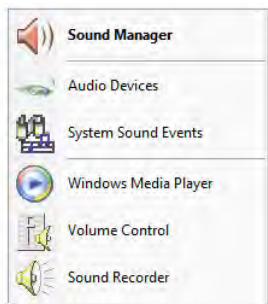 Sound Manager
Audio Devices
System Sound Events
Windows Media Player
Volume Control
Sound Recorder